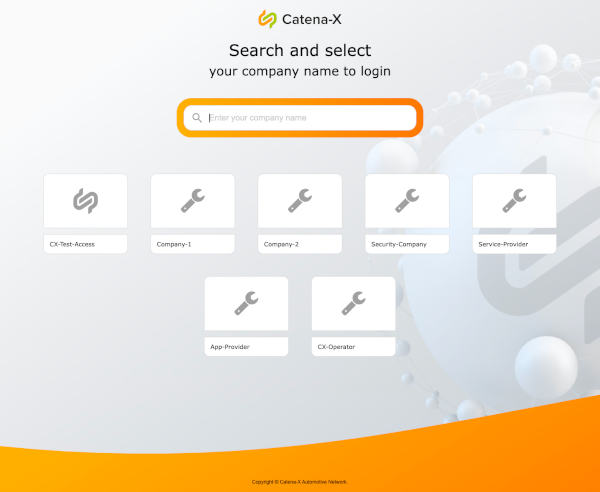 Catena-X
Search and select
your company name to login
Enter your company name
CX-Test-Access
Company-1
Company-2
Security-Company
Service-Provider
App-Provider
CX-Operator
Copyright © Catena-X Automotive Network.